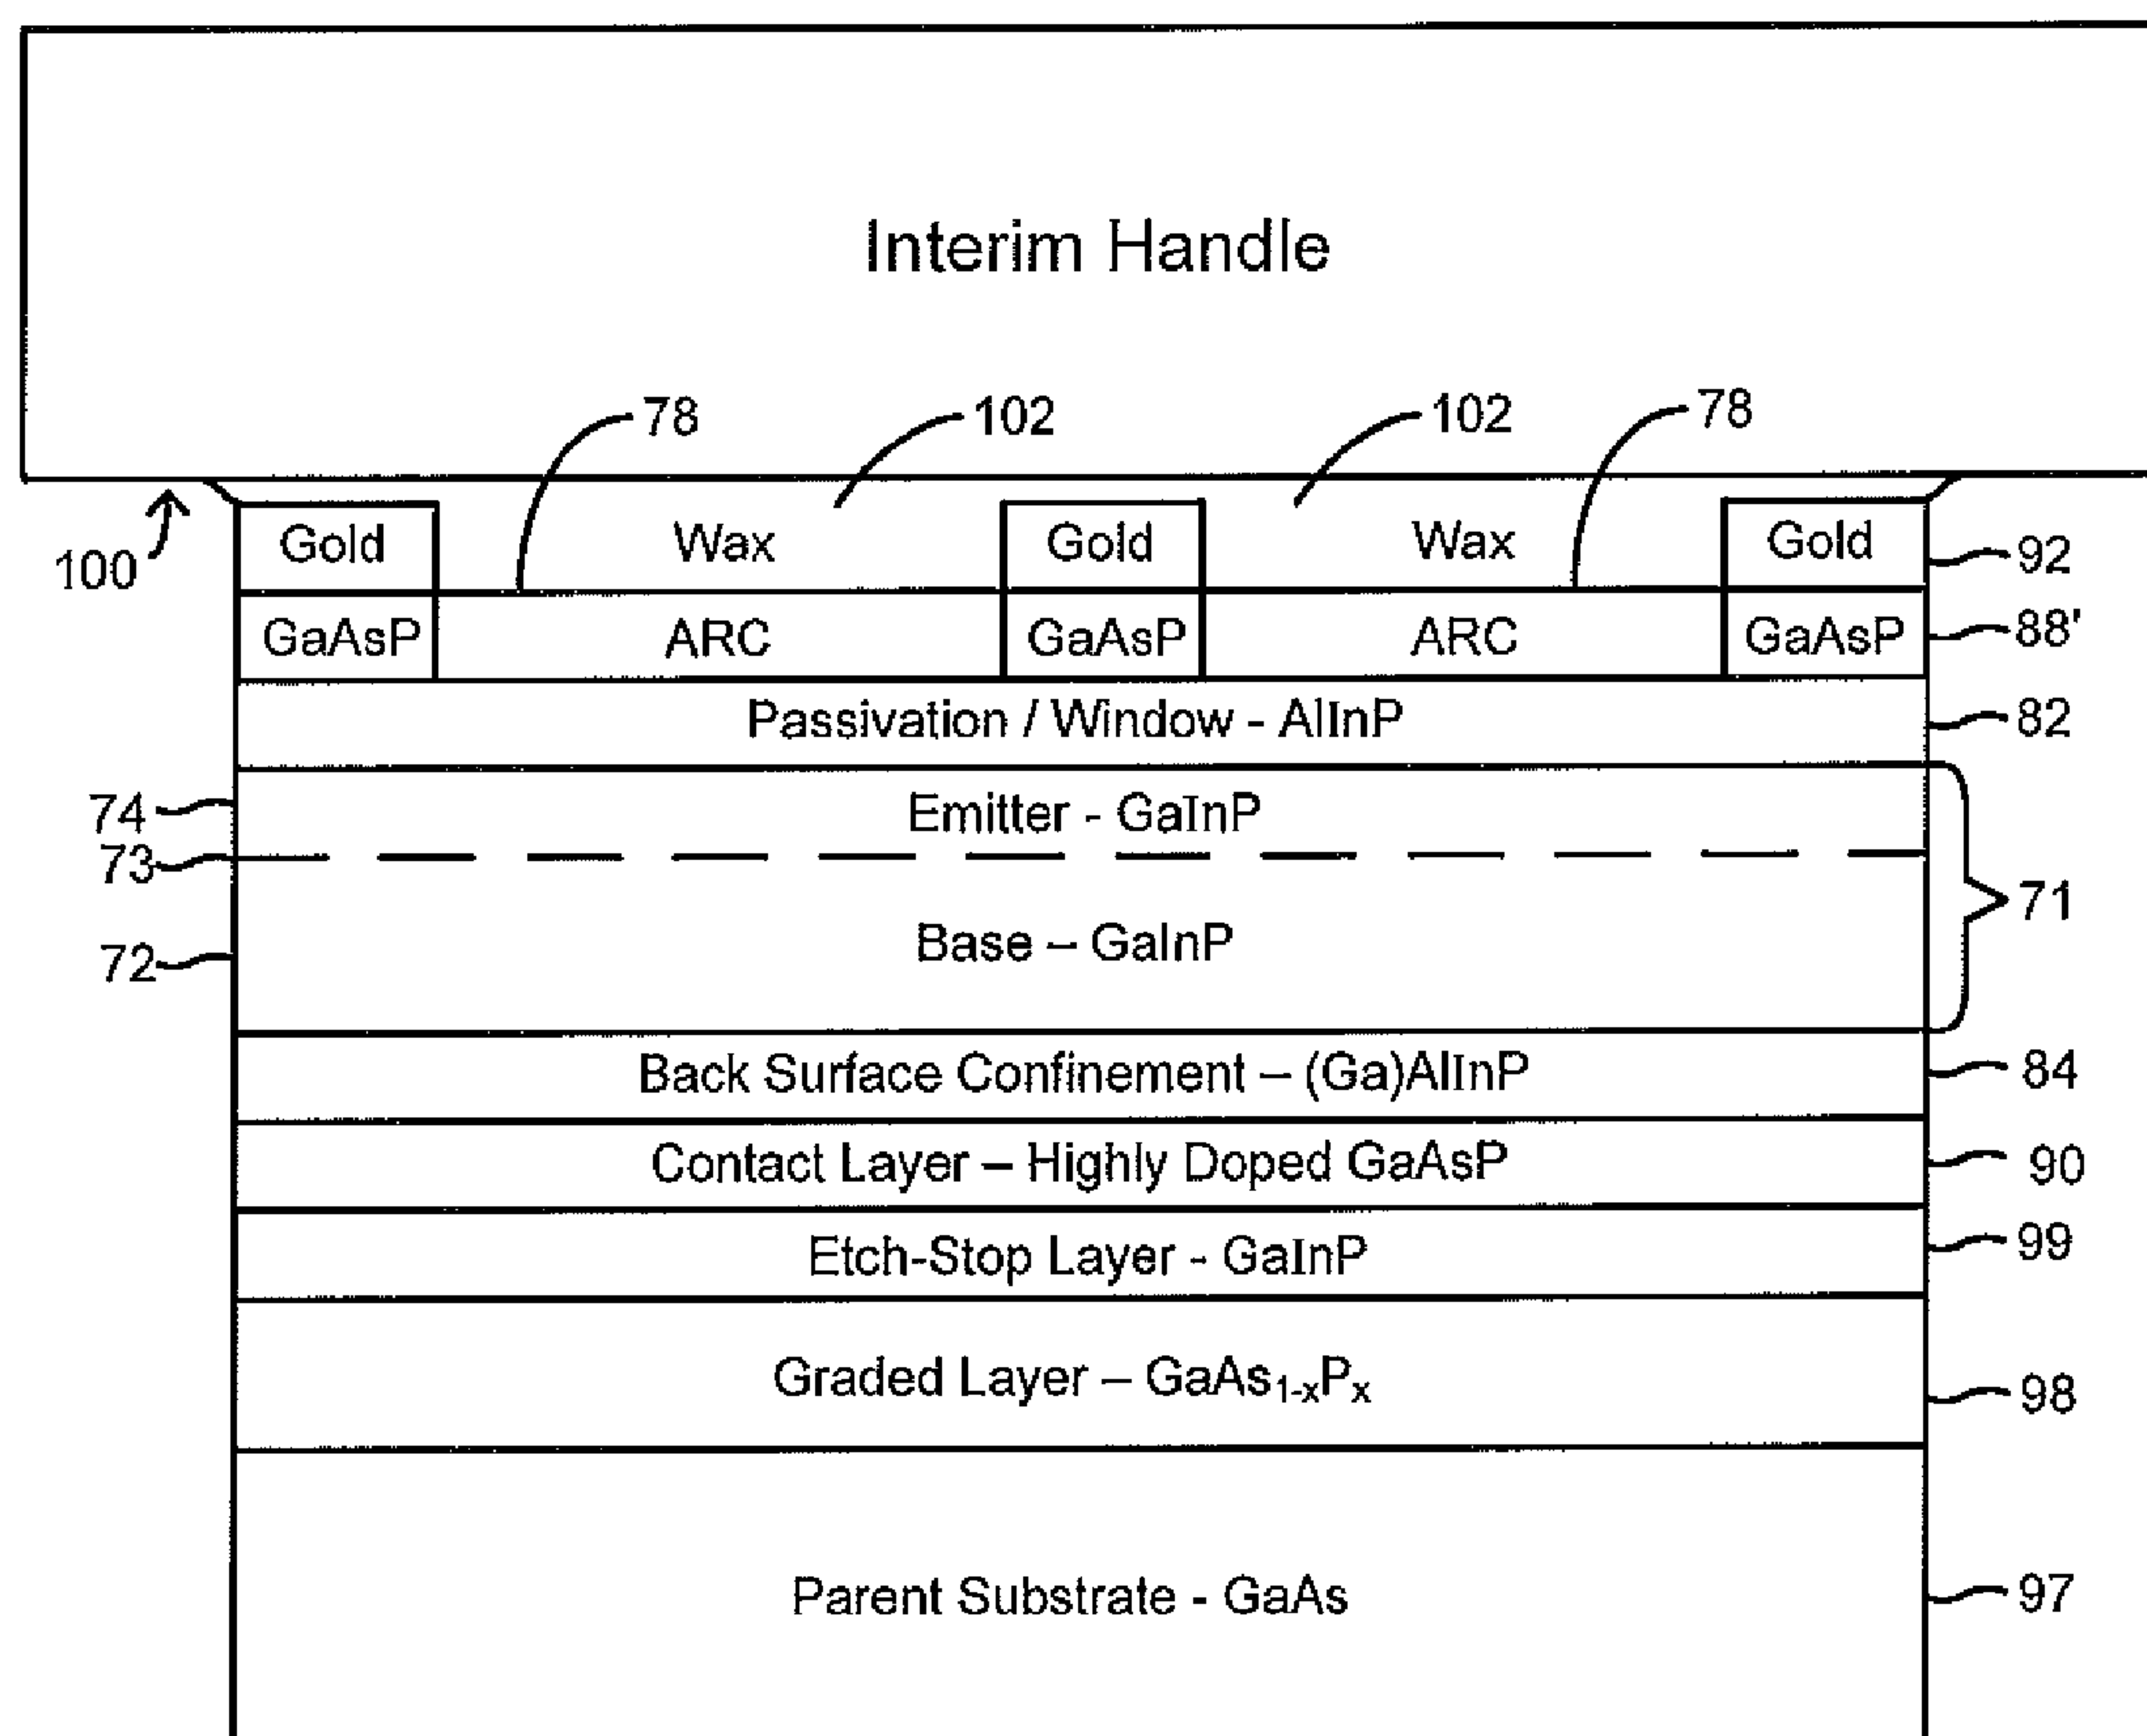 Interim Handle
78
102
102
78
100
Gold
Wax
Gold
Wax
Gold
92
GaAsP
ARC
GaAsP
ARC
GaAsP
88'
Passivation / Window - AlInP
82
74
Emitter - GaInP
73
71
72
Base – GaInP
Back Surface Confinement – (Ga)AlInP
84
Contact Layer – Highly Doped GaAsP
90
Etch-Stop Layer - GaInP
99
Graded Layer – GaAs₁₋ₓPₓ
98
Parent Substrate - GaAs
97